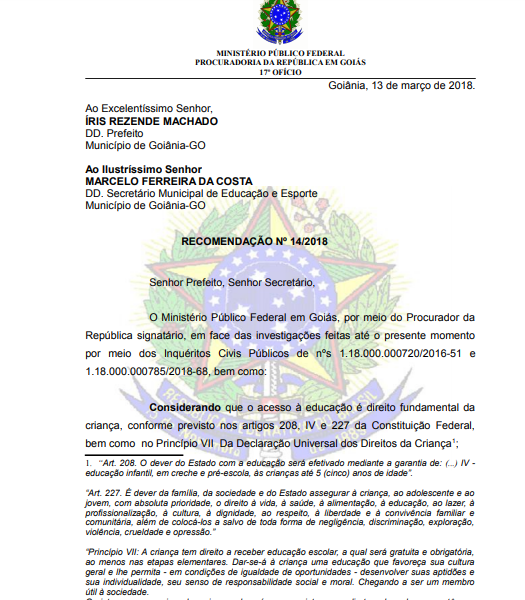 MINISTÉRIO PÚBLICO FEDERAL
PROCURADORIA DA REPÚBLICA EM GOIÁS
17º OFÍCIO
Goiânia, 13 de março de 2018.
Ao Excelentíssimo Senhor,
ÍRIS REZENDE MACHADO
DD. Prefeito
Município de Goiânia-GO
Ao Ilustríssimo Senhor
MARCELO FERREIRA DA COSTA
DD. Secretário Municipal de Educação e Esporte
Município de Goiânia-GO
RECOMENDAÇÃO Nº 14/2018
Senhor Prefeito, Senhor Secretário,
O Ministério Público Federal em Goiás, por meio do Procurador da
República signatário, em face das investigações feitas até o presente momento
por meio dos Inquéritos Civis Públicos de nºs 1.18.000.000720/2016-51 e
1.18.000.000785/2018-68, bem como:
Considerando que o acesso à educação é direito fundamental da
criança, conforme previsto nos artigos 208, IV e 227 da Constituição Federal,
bem como no Princípio VII Da Declaração Universal dos Direitos da Criança¹;
1. “Art. 208. O dever do Estado com a educação será efetivado mediante a garantia de: (...) IV -
educação infantil, em creche e pré-escola, às crianças até 5 (cinco) anos de idade”.
“Art. 227. É dever da família, da sociedade e do Estado assegurar à criança, ao adolescente e ao
jovem, com absoluta prioridade, o direito à vida, à saúde, à alimentação, à educação, ao lazer, à
profissionalização, à cultura, à dignidade, ao respeito, à liberdade e à convivência familiar e
comunitária, além de colocá-los a salvo de toda forma de negligência, discriminação, exploração,
violência, crueldade e opressão.”
“Princípio VII: A criança tem direito a receber educação escolar, a qual será gratuita e obrigatória,
ao menos nas etapas elementares. Dar-se-á à criança uma educação que favoreça sua cultura
geral e lhe permita - em condições de igualdade de oportunidades - desenvolver suas aptidões e
sua individualidade, seu senso de responsabilidade social e moral. Chegando a ser um membro
útil à sociedade.